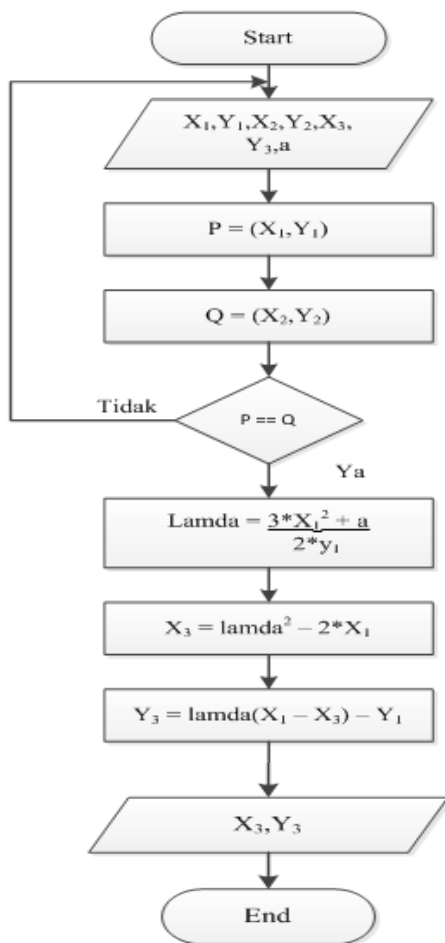 Start
X₁,Y₁,X₂,Y₂,X₃,
Y₃,a
P = (X₁,Y₁)
Q = (X₂,Y₂)
Tidak
P == Q
Ya
Lamda = 3*X₁² + a
2*y₁
X₃ = lamda² – 2*X₁
Y₃ = lamda(X₁ – X₃) – Y₁
X₃,Y₃
End